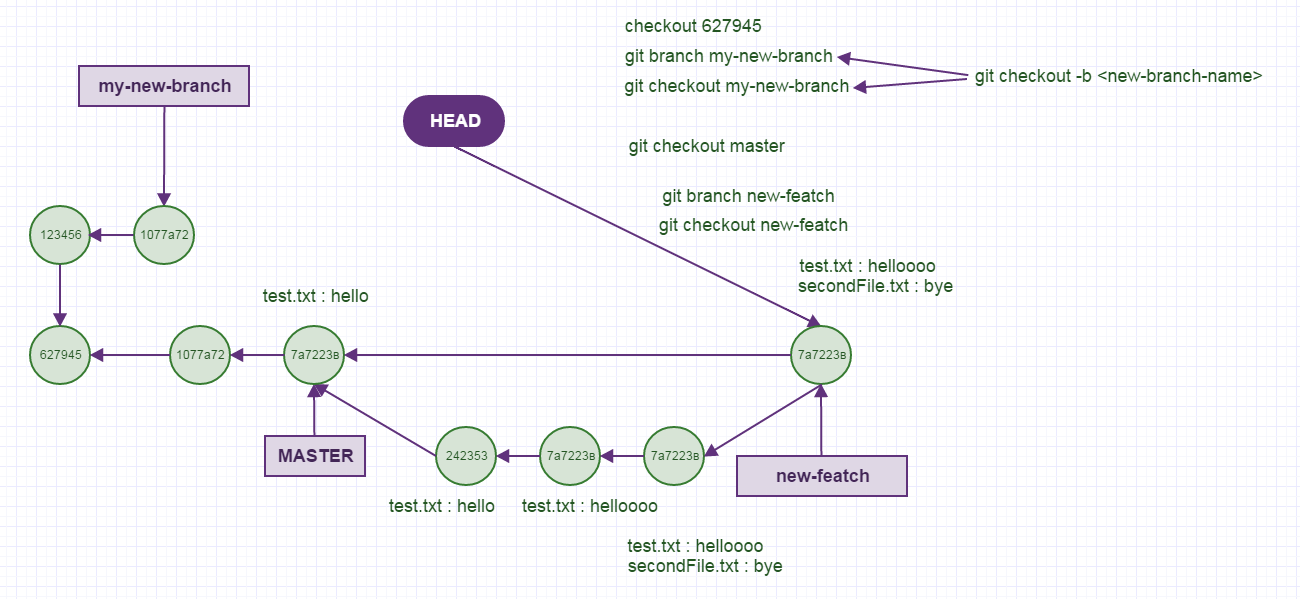 checkout 627945
git branch my-new-branch
git checkout my-new-branch
git checkout -b <new-branch-name>
my-new-branch
HEAD
git checkout master
git branch new-featch
git checkout new-featch
123456
1077a72
test.txt : helloooo
secondFile.txt : bye
test.txt : hello
627945
1077a72
7a7223в
7a7223в
MASTER
242353
7a7223в
7a7223в
new-featch
test.txt : hello
test.txt : helloooo
test.txt : helloooo
secondFile.txt : bye